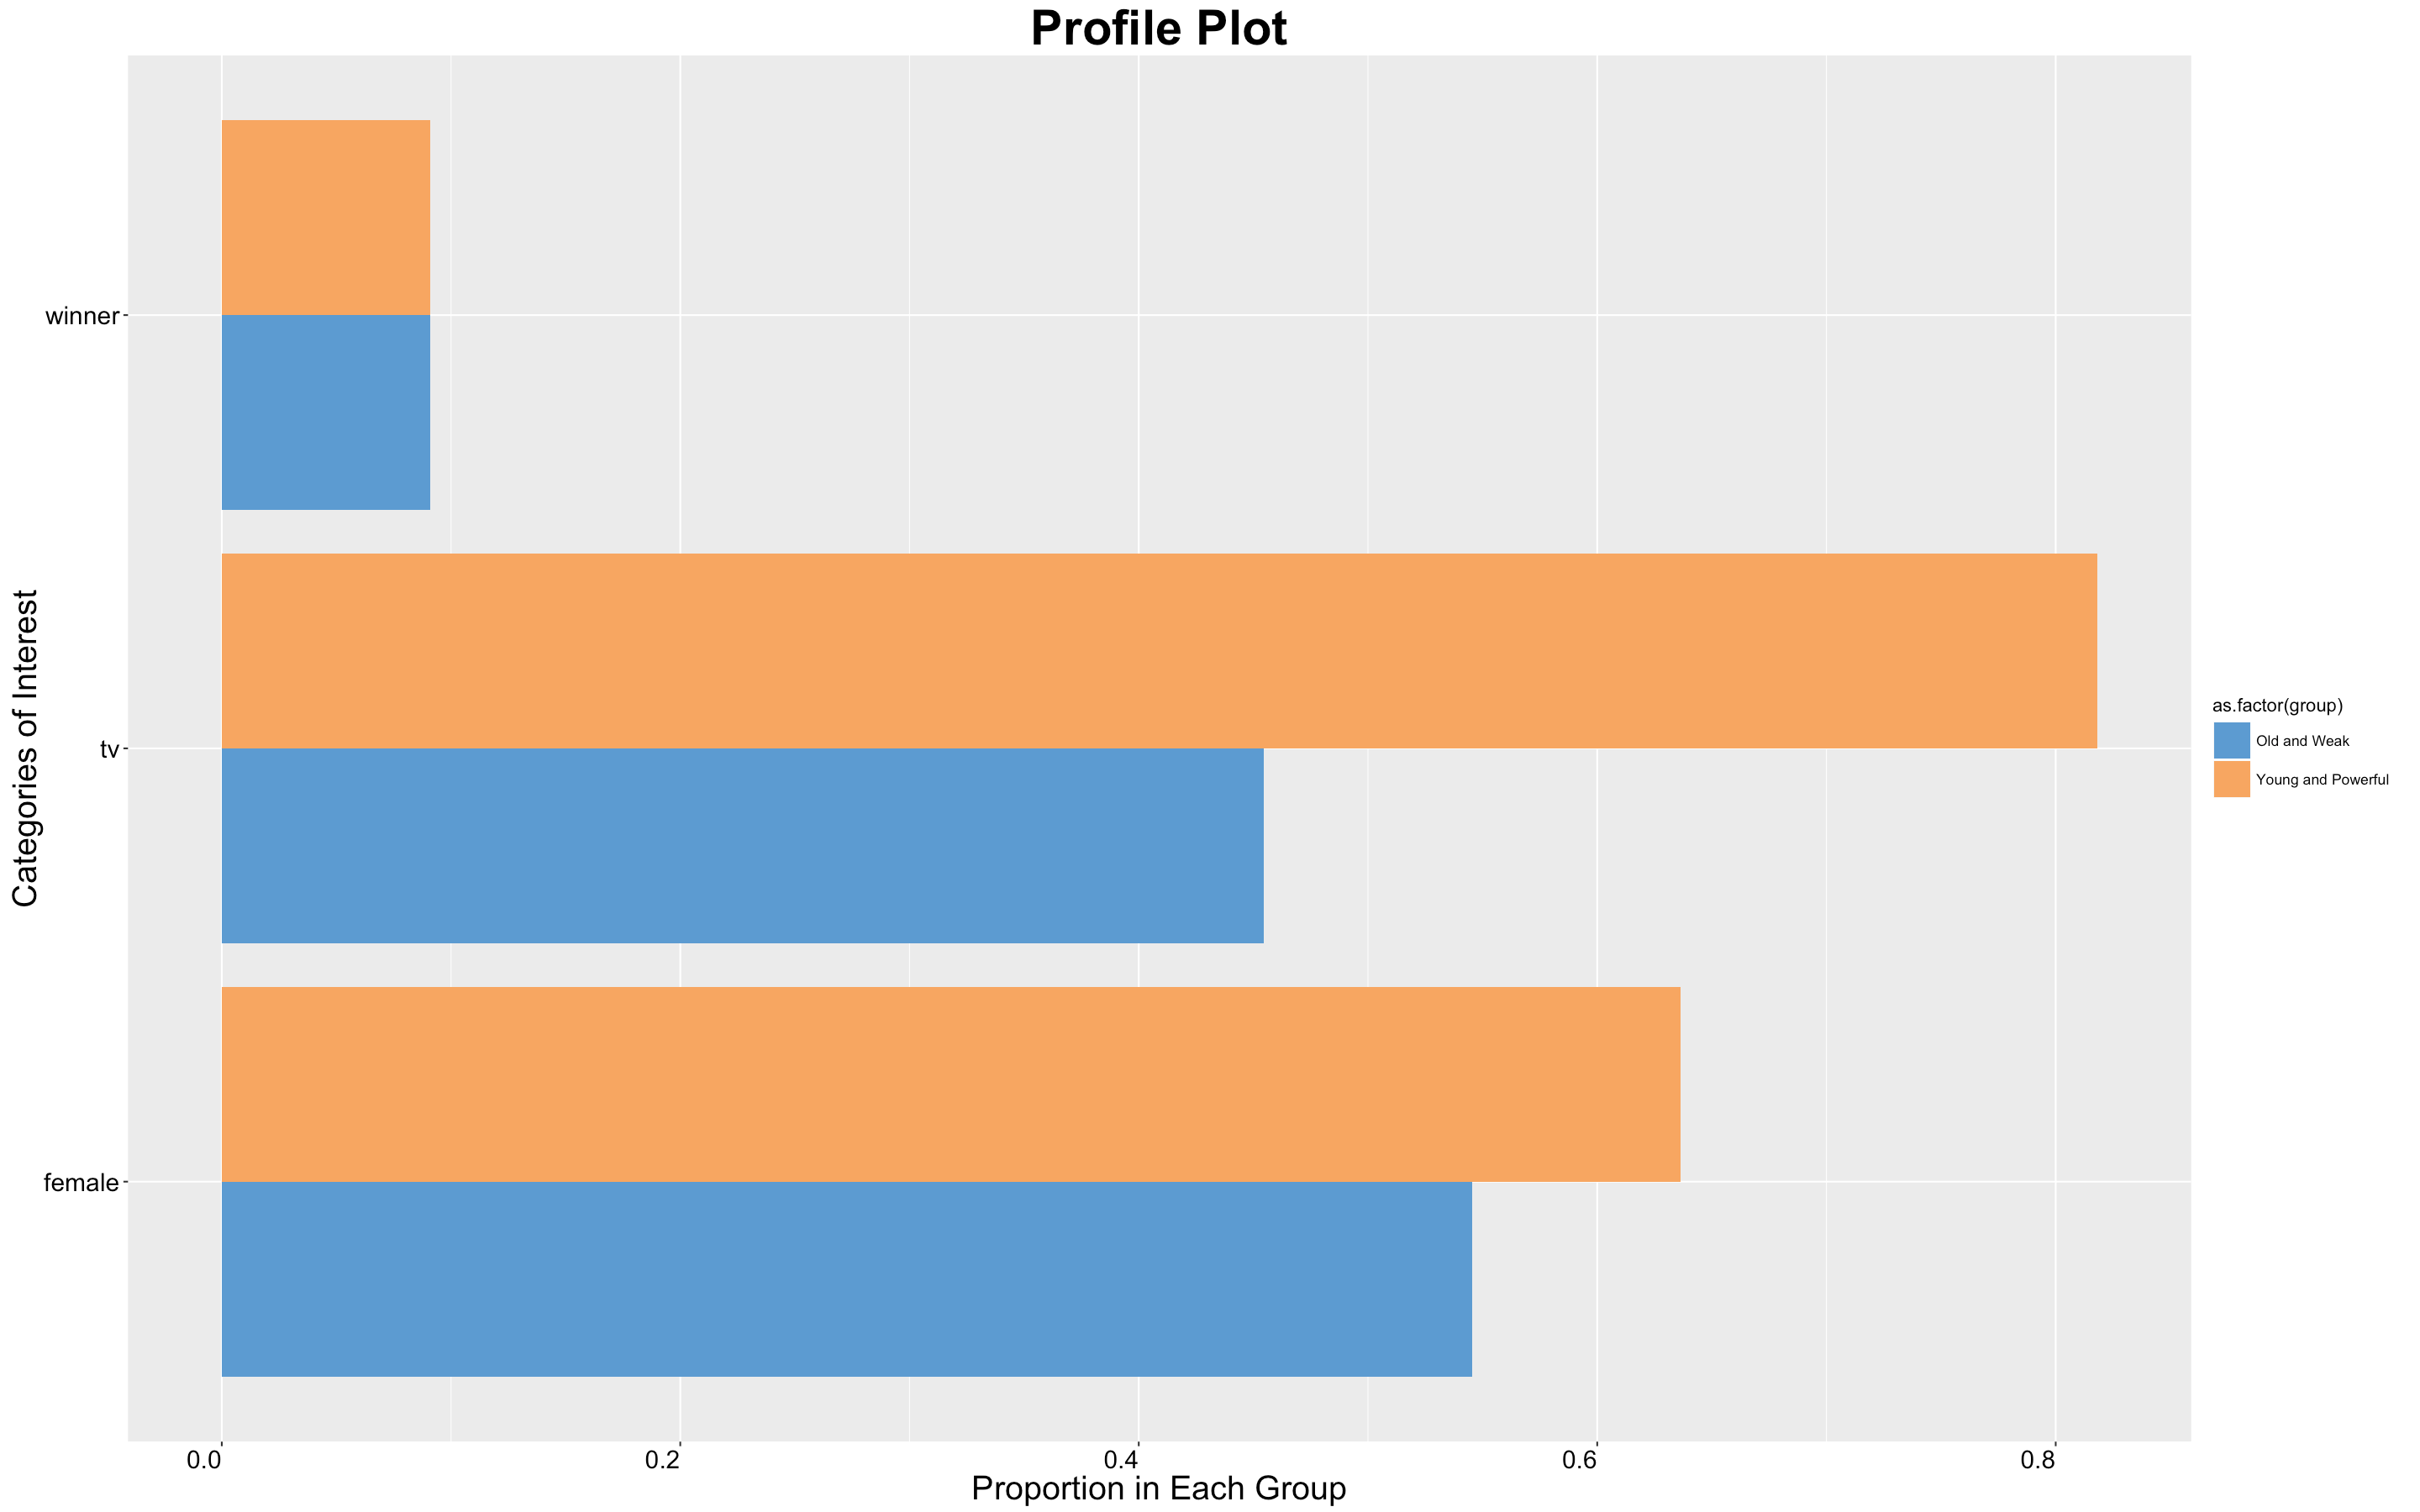 Profile Plot
Categories of Interest
winner
tv
female
0.0
0.2
0.4
0.6
0.8
Proportion in Each Group
as.factor(group)
Old and Weak
Young and Powerful